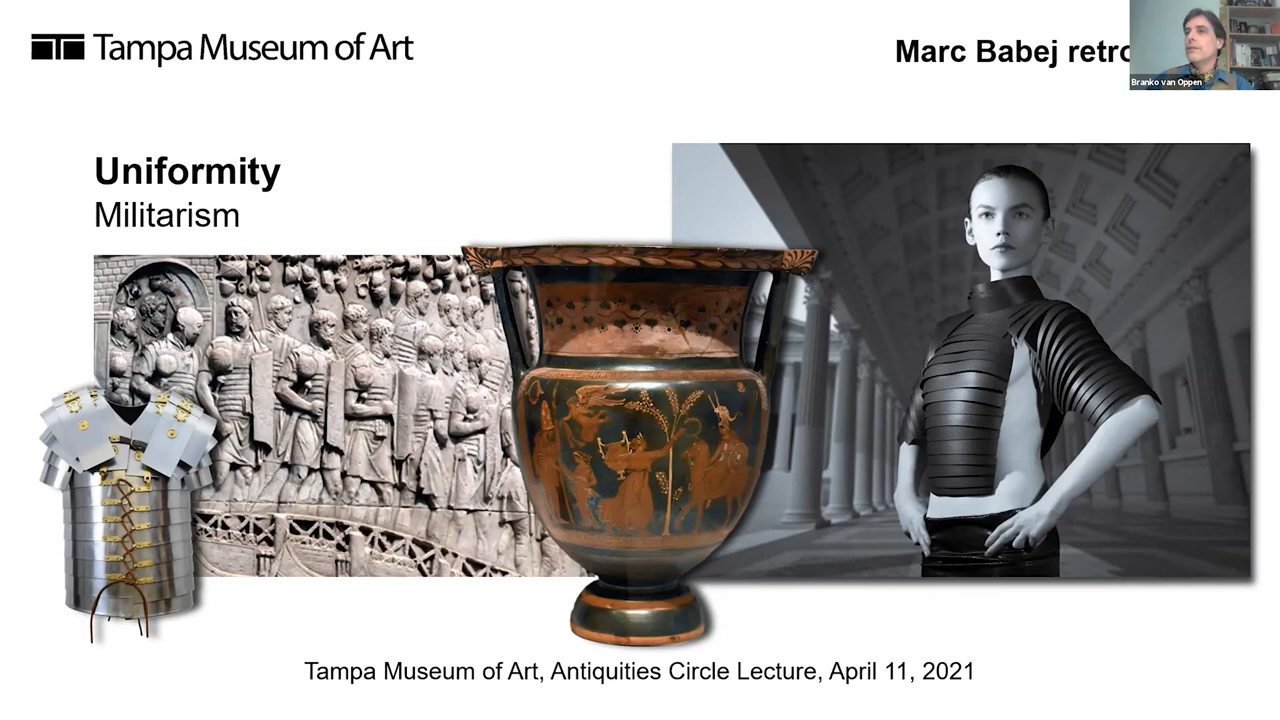 Tampa Museum of Art
Marc Babej retro
Branko van Oppen
Uniformity
Militarism
Tampa Museum of Art, Antiquities Circle Lecture, April 11, 2021